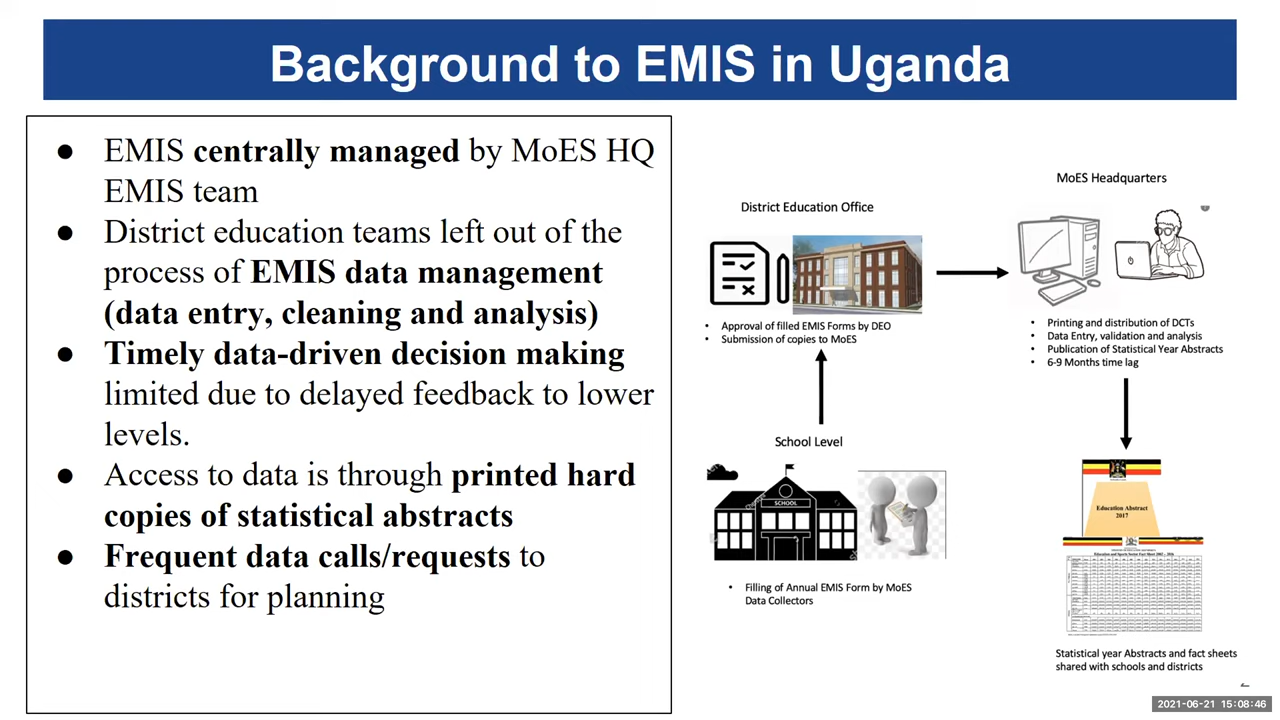 Background to EMIS in Uganda
● EMIS centrally managed by MoES HQ
EMIS team
● District education teams left out of the
process of EMIS data management
(data entry, cleaning and analysis)
● Timely data-driven decision making
limited due to delayed feedback to lower
levels.
● Access to data is through printed hard
copies of statistical abstracts
● Frequent data calls/requests to
districts for planning
District Education Office
• Approval of filled EMIS Forms by DEO
• Submission of copies to MoES
School Level
SCHOOL
• Filling of Annual EMIS Form by MoES
Data Collectors
MoES Headquarters
• Printing and distribution of DCTs
• Data Entry, validation and analysis
• Publication of Statistical Year Abstracts
• 6-9 Months time lag
Education Abstract
2017
Statistical year Abstracts and fact sheets
shared with schools and districts
2021-06-21 15:08:46